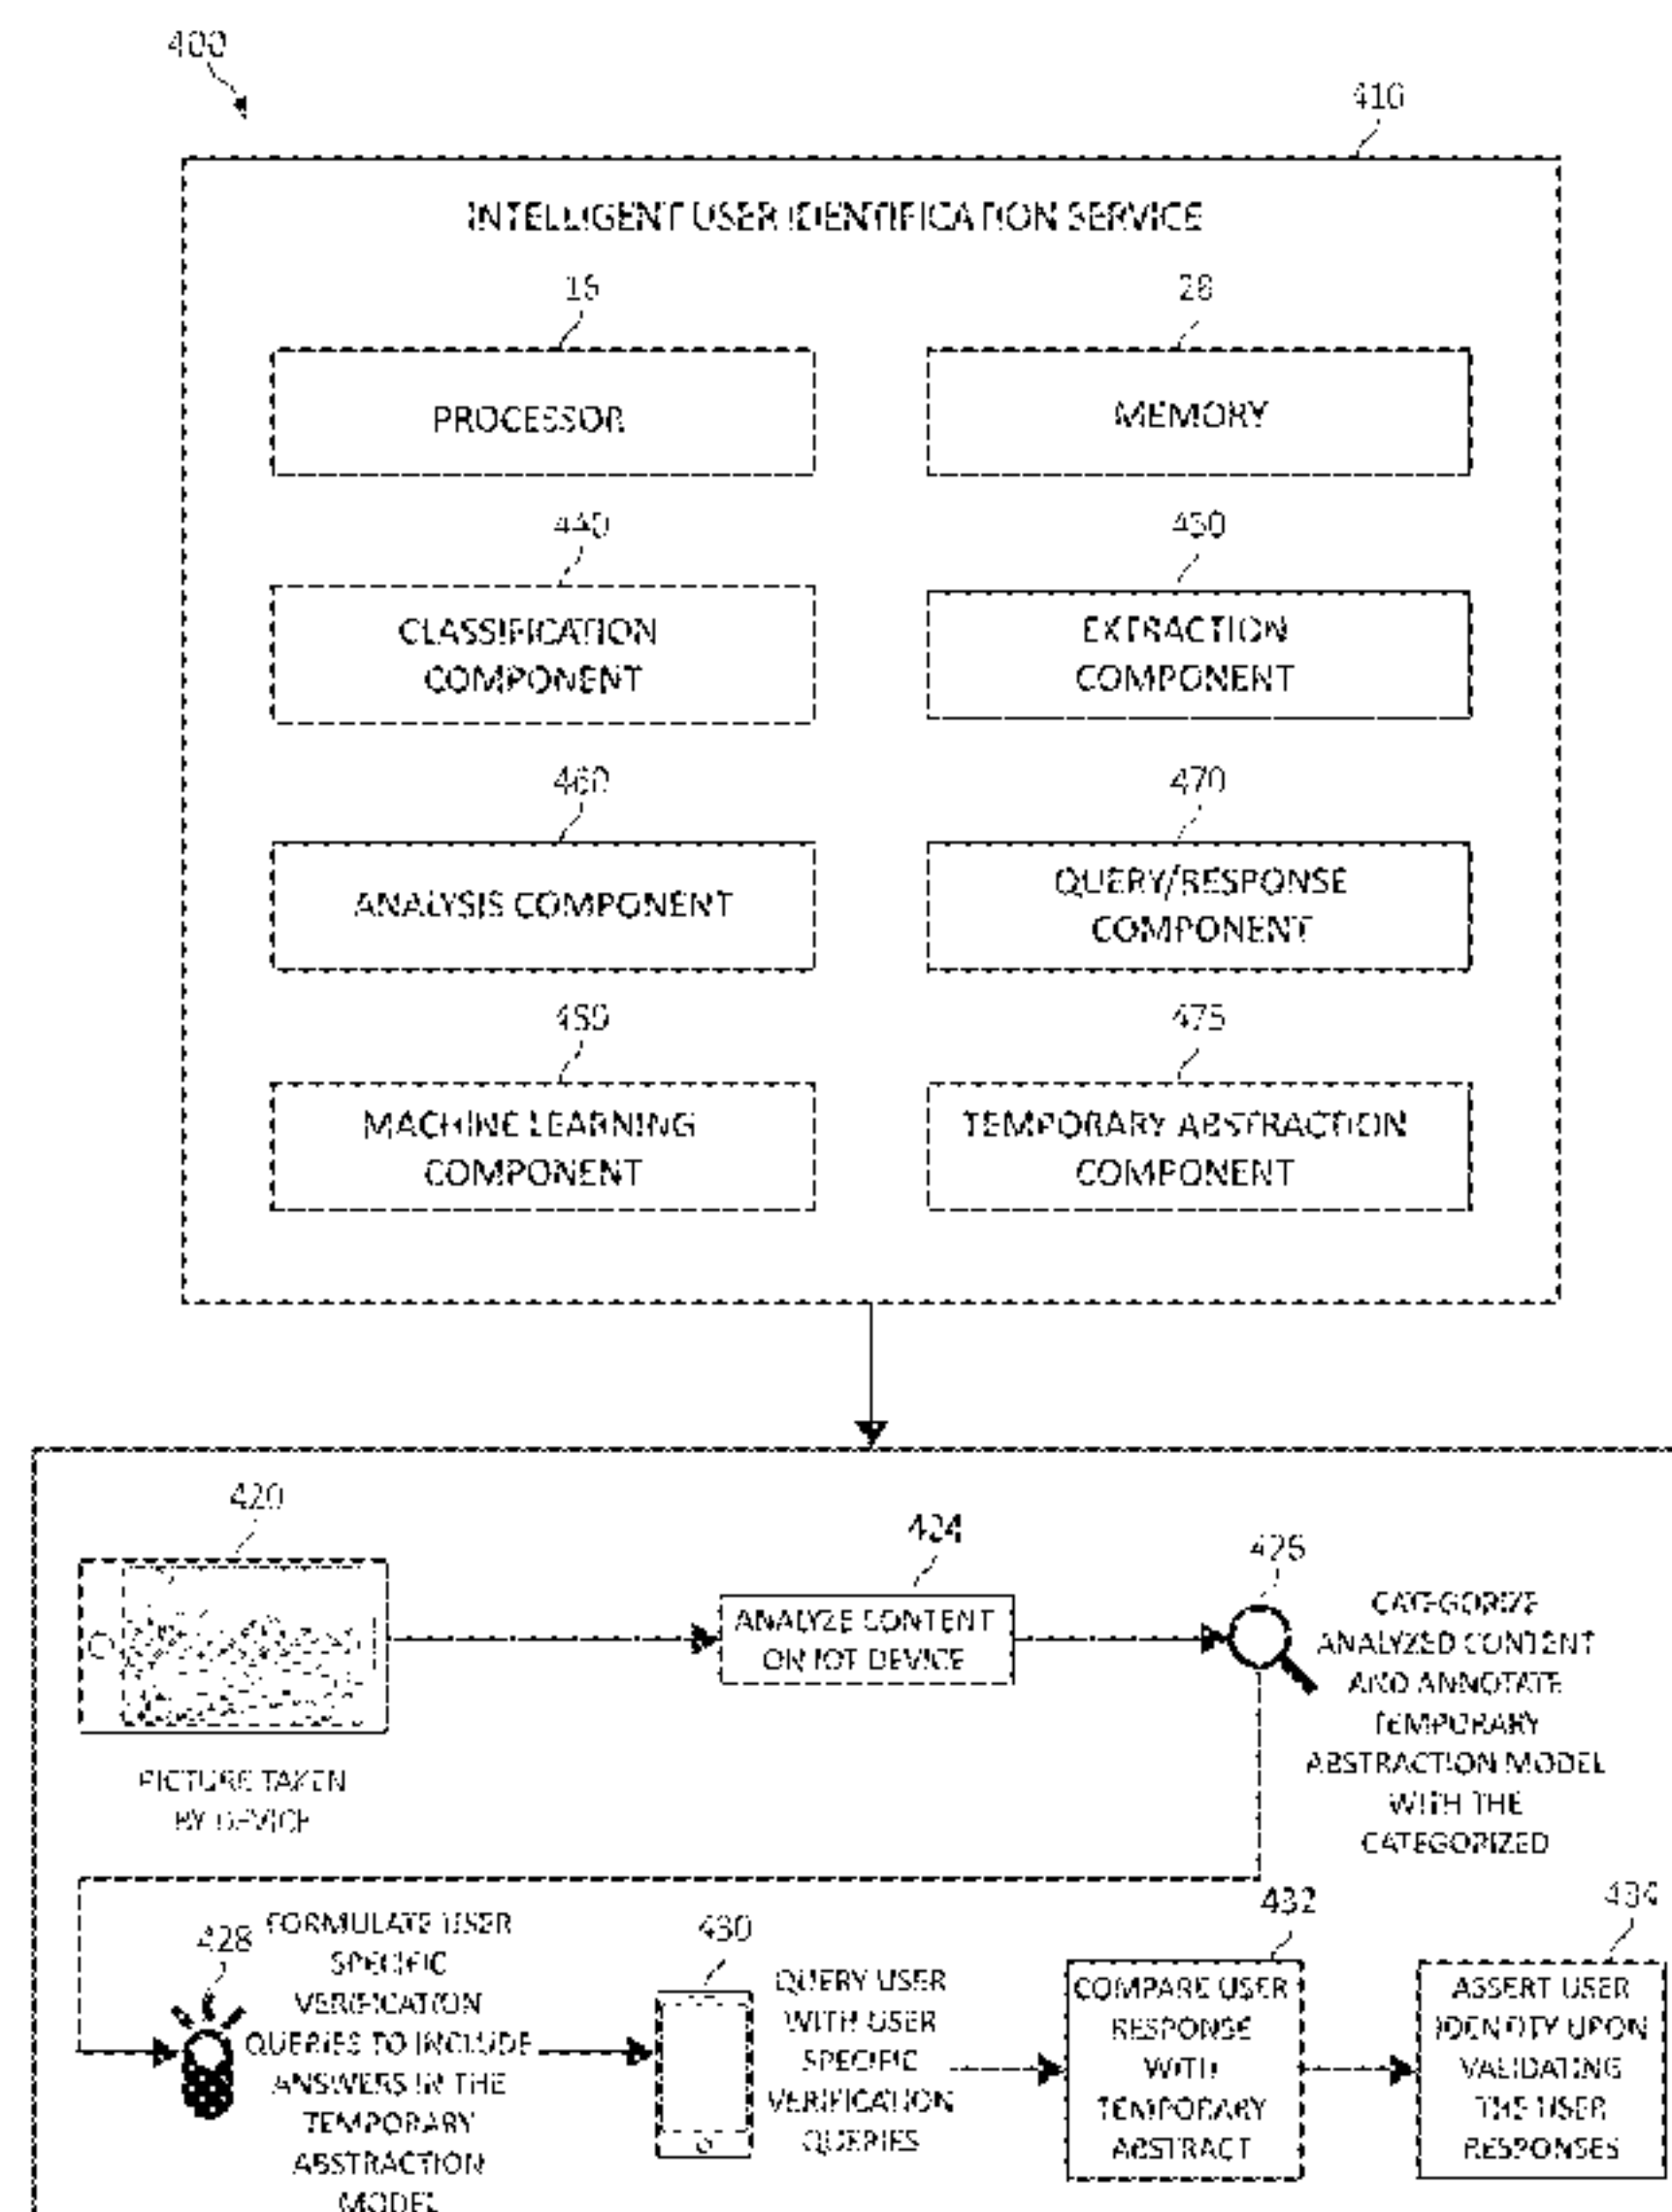 400
410
INTELLIGENT USER IDENTIFICATION SERVICE
16
28
PROCESSOR
MEMORY
440
450
CLASSIFICATION
COMPONENT
EXTRACTION
COMPONENT
460
470
ANALYSIS COMPONENT
QUERY/RESPONSE
COMPONENT
480
475
MACHINE LEARNING
COMPONENT
TEMPORARY ABSTRACTION
COMPONENT
420
PICTURE TAKEN
BY DEVICE
424
ANALYZE CONTENT
ON IOT DEVICE
426
CATEGORIZE
ANALYZED CONTENT
AND ANNOTATE
TEMPORARY
ABSTRACTION MODEL
WITH THE
CATEGORIZED
428
FORMULATE USER
SPECIFIC
VERIFICATION
QUERIES TO INCLUDE
ANSWERS IN THE
TEMPORARY
ABSTRACTION
MODEL
430
QUERY USER
WITH USER
SPECIFIC
VERIFICATION
QUERIES
432
COMPARE USER
RESPONSE
WITH
TEMPORARY
ABSTRACT
434
ASSERT USER
IDENTITY UPON
VALIDATING
THE USER
RESPONSES